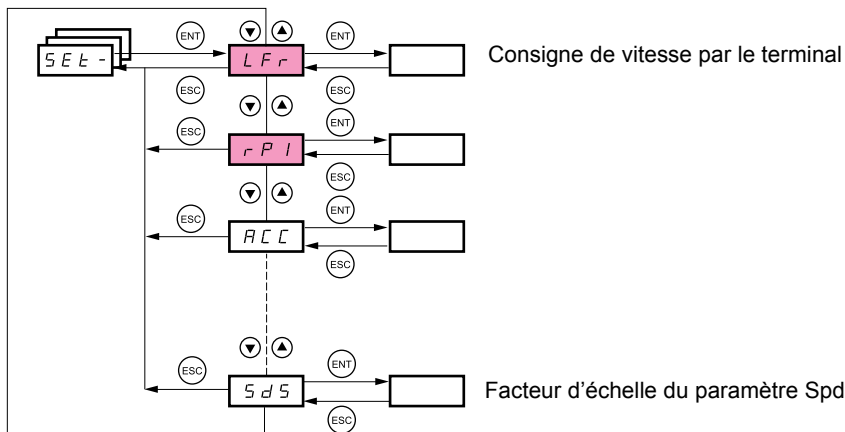 ENT
ENT
SEt -
LFr
Consigne de vitesse par le terminal
ESC
ESC
ESC
ENT
rPI
ESC
ESC
ENT
ACC
ESC
ESC
ENT
SdS
Facteur d'échelle du paramètre Spd
ESC